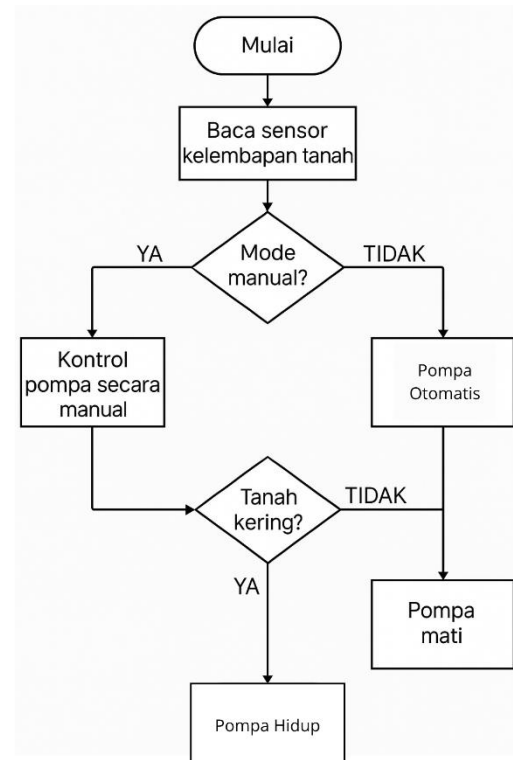 Mulai
Baca sensor
kelembapan tanah
Mode
manual?
YA
TIDAK
Kontrol
pompa secara
manual
Pompa
Otomatis
Tanah
kering?
TIDAK
YA
Pompa
mati
Pompa Hidup